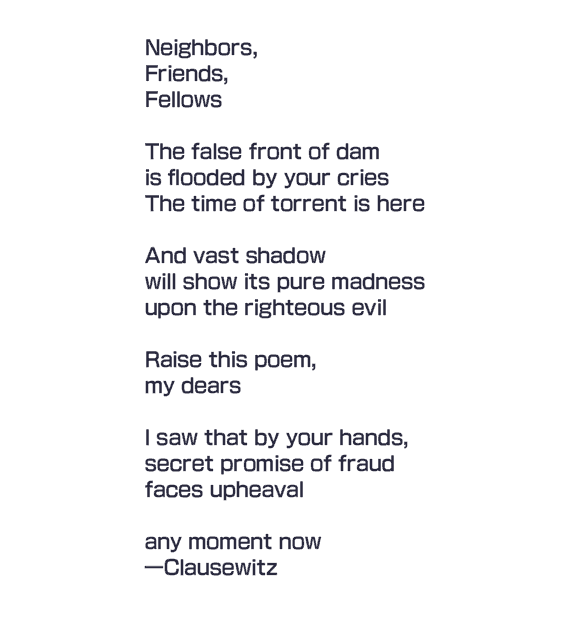 Neighbors,
Friends,
Fellows
The false front of dam
is flooded by your cries
The time of torrent is here
And vast shadow
will show its pure madness
upon the righteous evil
Raise this poem,
my dears
I saw that by your hands,
secret promise of fraud
faces upheaval
any moment now
—Clausewitz